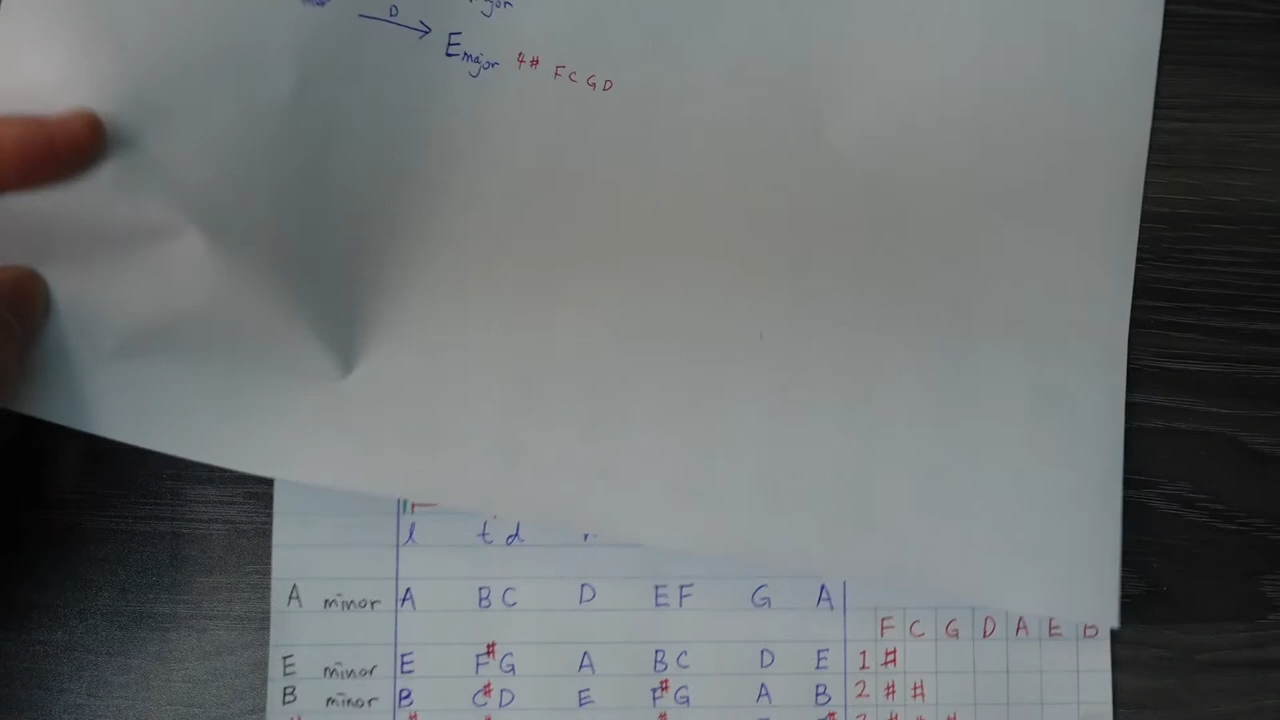 D
E major 4# F C G D
l t d r
A minor A B C D E F G A
F C G D A E B
E minor E F# G A B C D E 1 #
B minor B C# D E F# G A B 2 # #